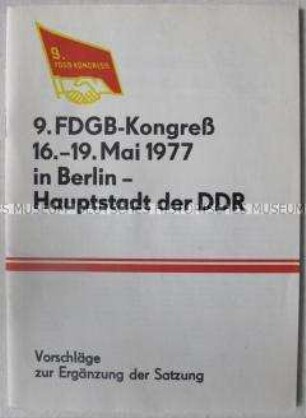 9.
FDGB-KONGREß
9. FDGB-Kongreß
16.–19. Mai 1977
in Berlin –
Hauptstadt der DDR
Vorschläge
zur Ergänzung der Satzung